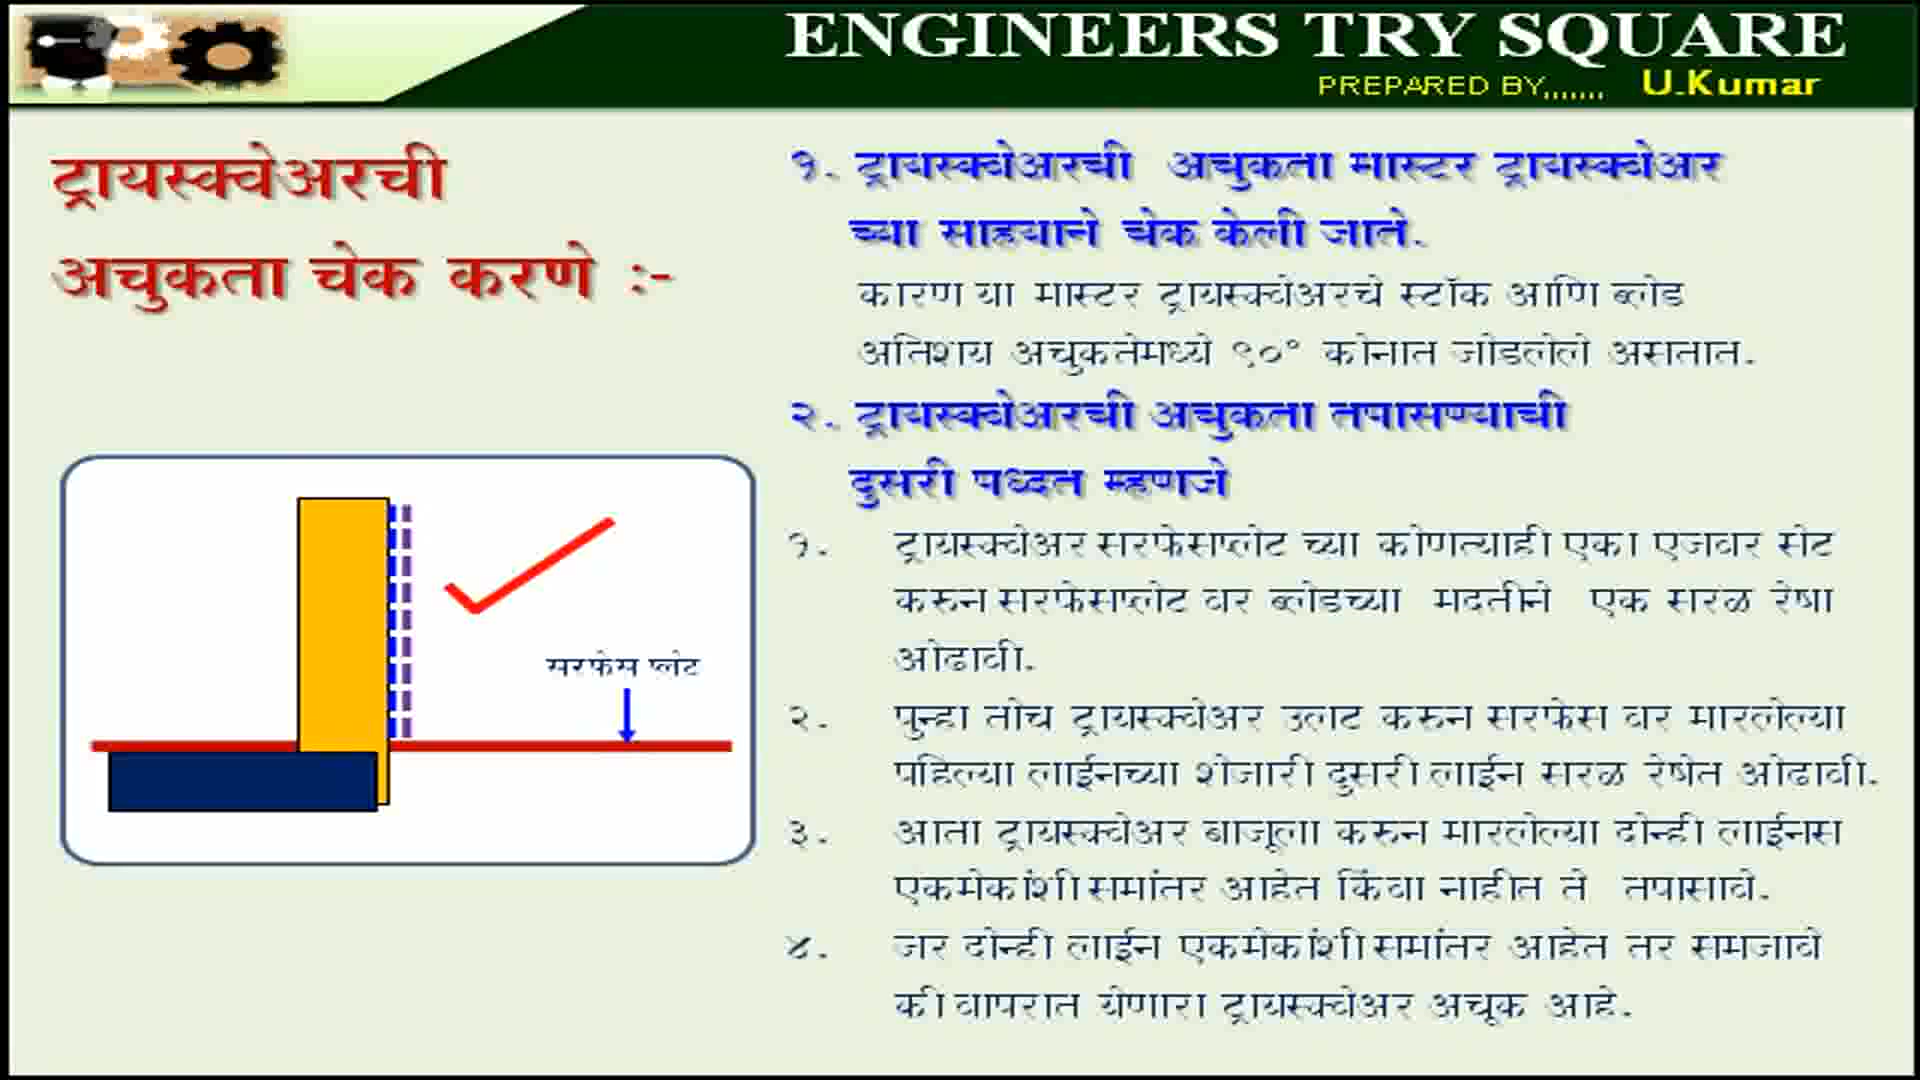 ENGINEERS TRY SQUARE
PREPARED BY,,,,,,, U.Kumar
ट्रायस्क्वेअरची
अचुकता चेक करणे :-
१. ट्रायस्क्वेअरची अचुकता मास्टर ट्रायस्क्वेअर
च्या साहयाने चेक केली जाते.
कारण या मास्टर ट्रायस्क्वेअरचे स्टॉक आणि ब्लेड
अतिशय अचुकतेमध्ये ९०° कोनात जोडलेले असतात.
२. ट्रायस्क्वेअरची अचुकता तपासण्याची
दुसरी पध्दत म्हणजे
१. ट्रायस्क्वेअर सरफेसप्लेट च्या कोणत्याही एका एजवर सेट
करुन सरफेसप्लेट वर ब्लेडच्या मदतीने एक सरळ रेषा
ओढावी.
२. पुन्हा तोच ट्रायस्क्वेअर उलट करुन सरफेस वर मारलेल्या
पहिल्या लाईनच्या शेजारी दुसरी लाईन सरळ रेषेत ओढावी.
३. आता ट्रायस्क्वेअर बाजूला करुन मारलेल्या दोन्ही लाईनस
एकमेकांशी समांतर आहेत किंवा नाहीत ते तपासावे.
४. जर दोन्ही लाईन एकमेकांशी समांतर आहेत तर समजावे
की वापरात येणारा ट्रायस्क्वेअर अचूक आहे.
सरफेस प्लेट